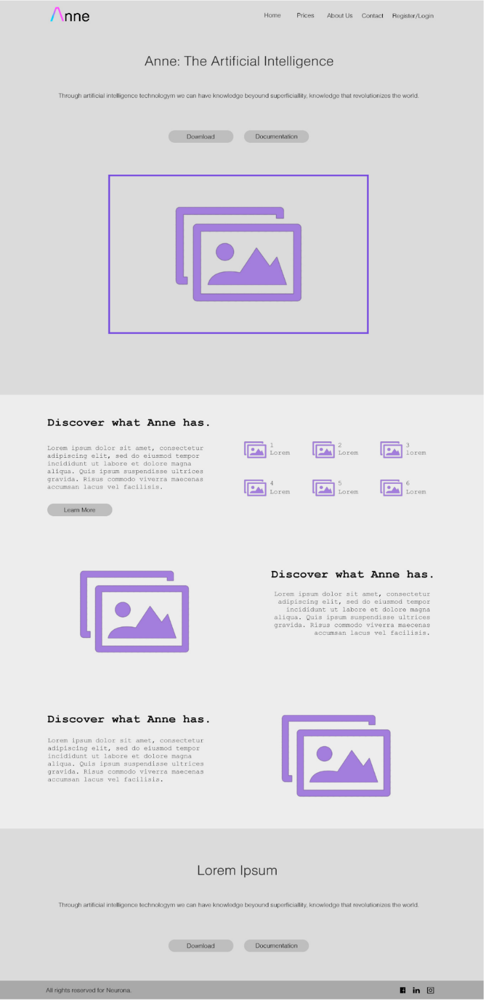 Anne
Home Prices About Us Contact Register/Login
Anne: The Artificial Intelligence
Through artificial intelligence technologym we can have knowledge beyound superficiallity, knowledge that revolutionizes the world.
Download Documentation
Discover what Anne has.
Lorem ipsum dolor sit amet, consectetur
adipiscing elit, sed do eiusmod tempor
incididunt ut labore et dolore magna
aliqua. Quis ipsum suspendisse ultrices
gravida. Risus commodo viverra maecenas
accumsan lacus vel facilisis.
Learn More
1
Lorem
2
Lorem
3
lorem
4
Lorem
5
Lorem
6
Lorem
Discover what Anne has.
Lorem ipsum dolor sit amet, consectetur
adipiscing elit, sed do eiusmod tempor
incididunt ut labore et dolore magna
aliqua. Quis ipsum suspendisse ultrices
gravida. Risus commodo viverra maecenas
accumsan lacus vel facilisis.
Discover what Anne has.
Lorem ipsum dolor sit amet, consectetur
adipiscing elit, sed do eiusmod tempor
incididunt ut labore et dolore magna
aliqua. Quis ipsum suspendisse ultrices
gravida. Risus commodo viverra maecenas
accumsan lacus vel facilisis.
Lorem Ipsum
Through artificial intelligence technologym we can have knowledge beyound superficiallity, knowledge that revolutionizes the world.
Download Documentation
All rights reserved for Neurona.